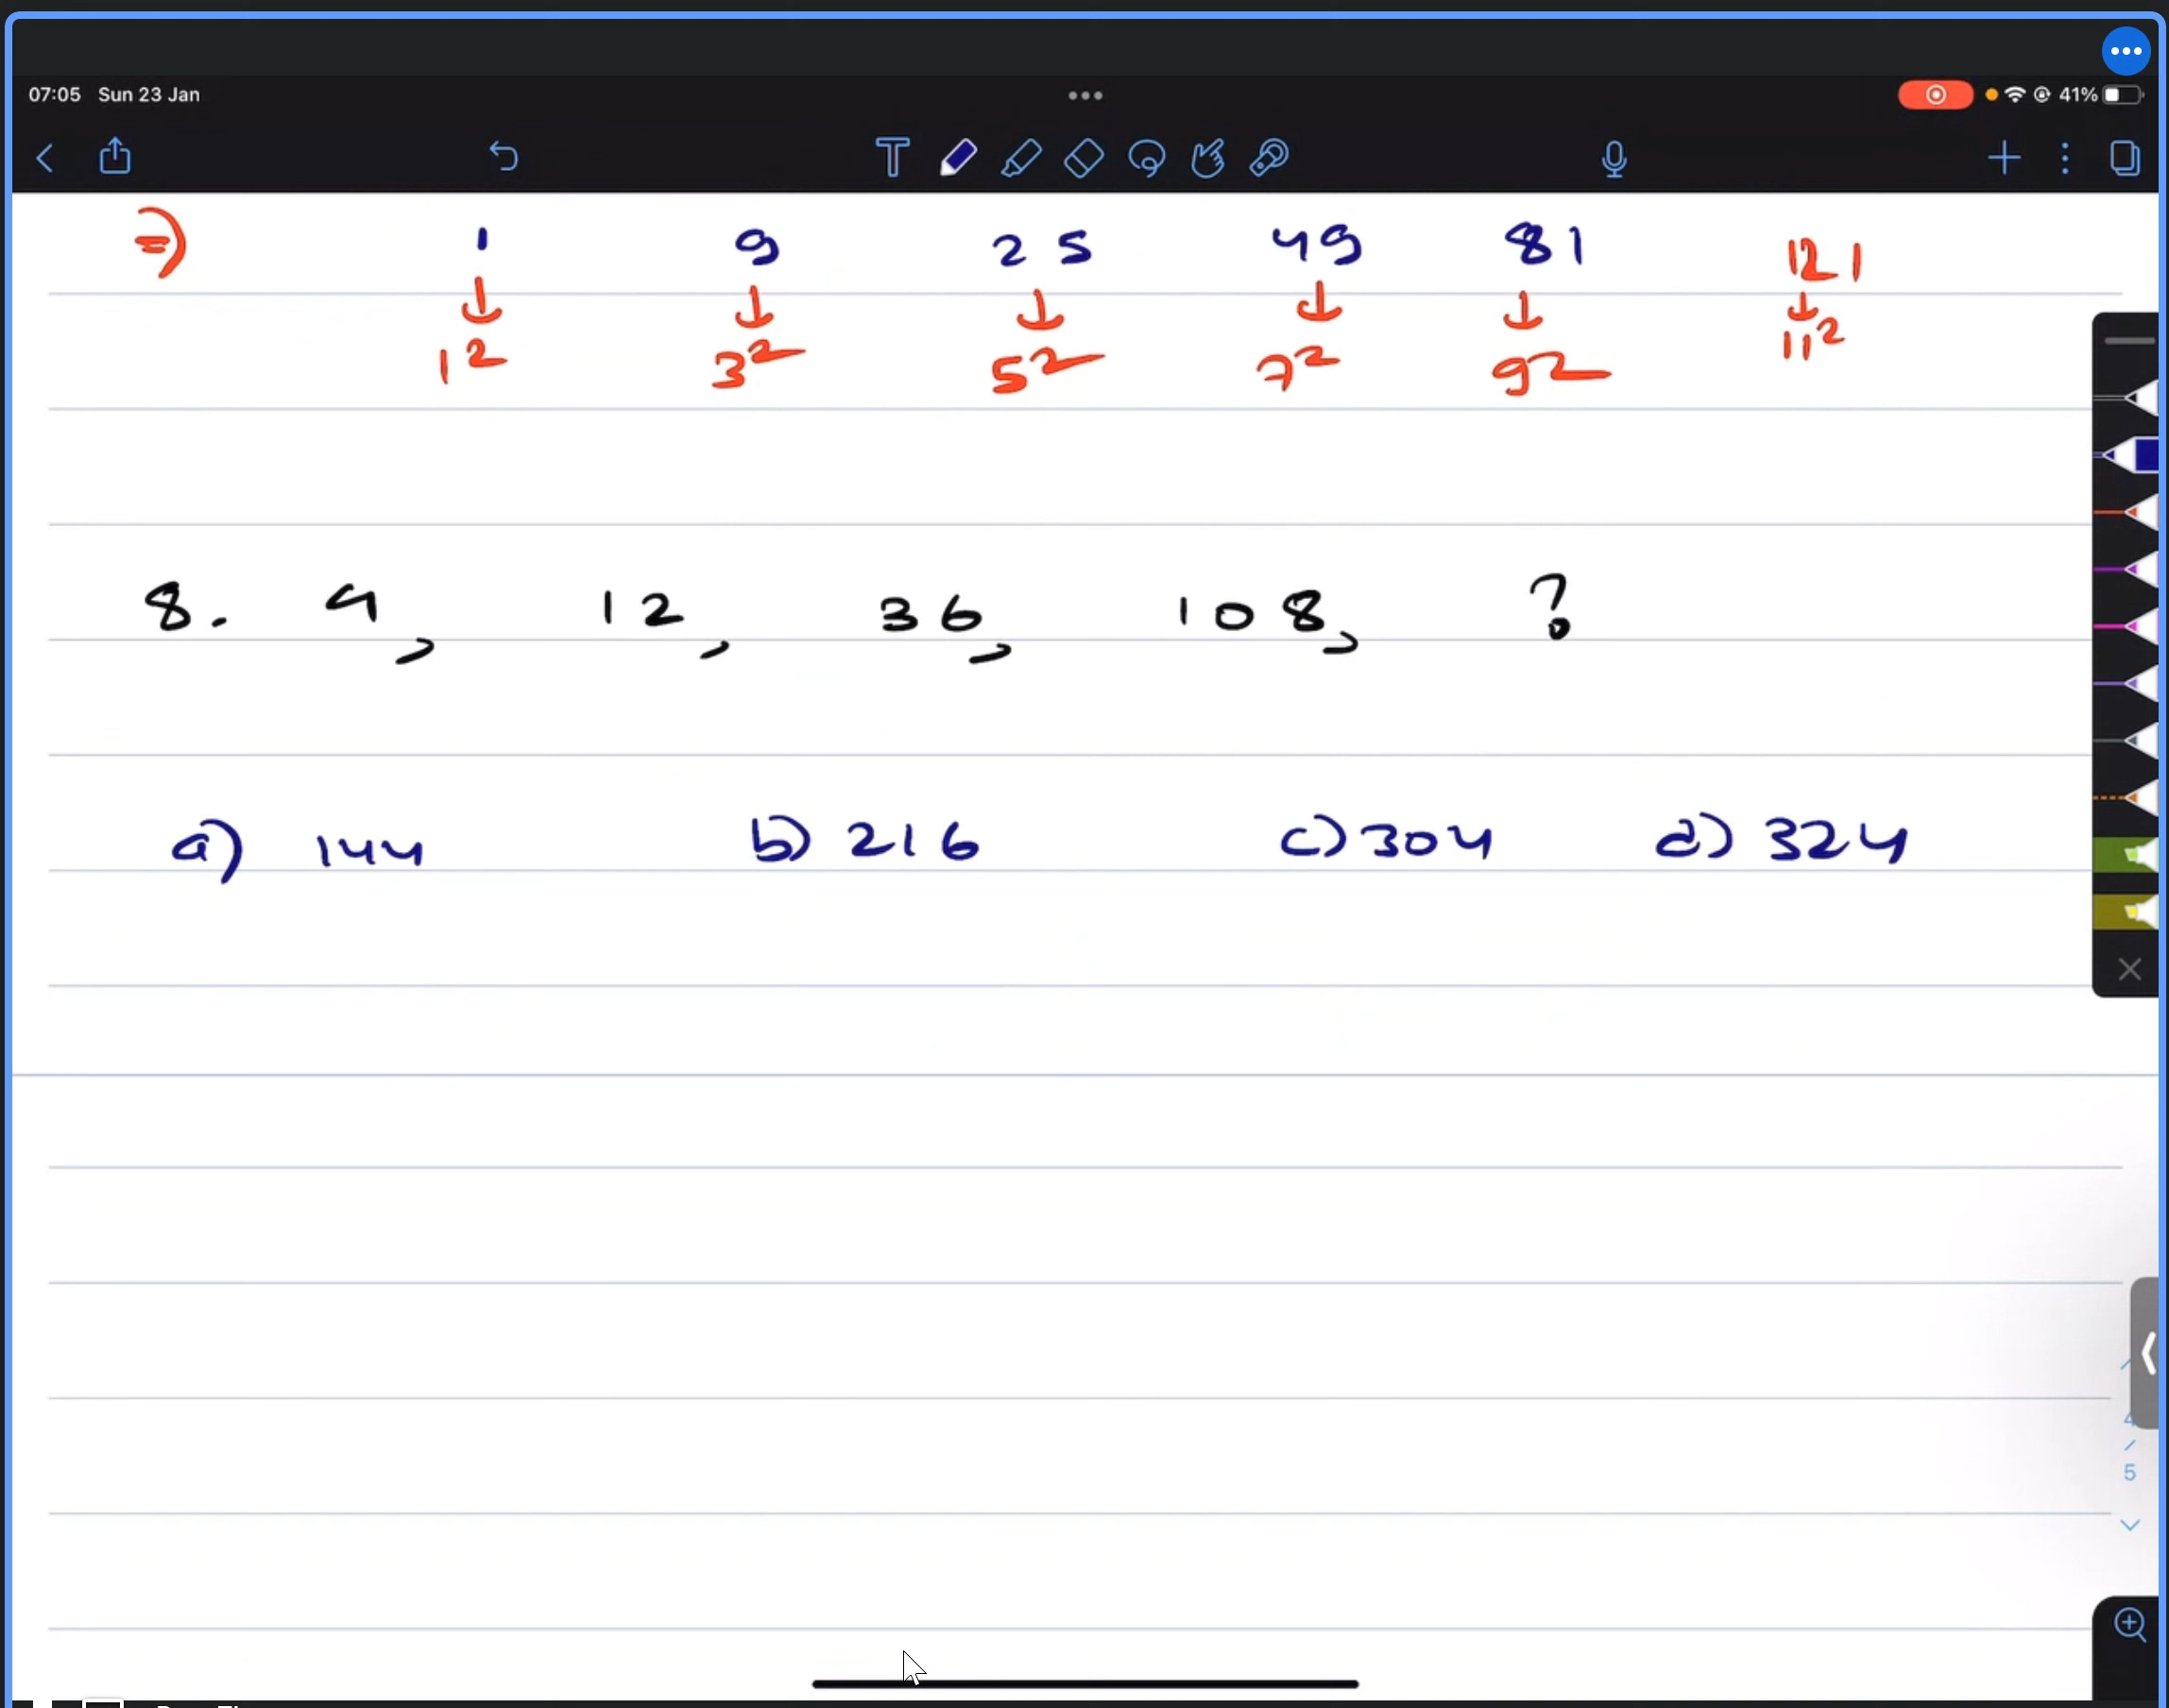 07:05 Sun 23 Jan 41%
=) 1 9 25 49 81 121
1² 3² 5² 7² 9² 11²
8. 4, 12, 36, 108, ?
a) 144 b) 216 c) 304 d) 324
4
/
5